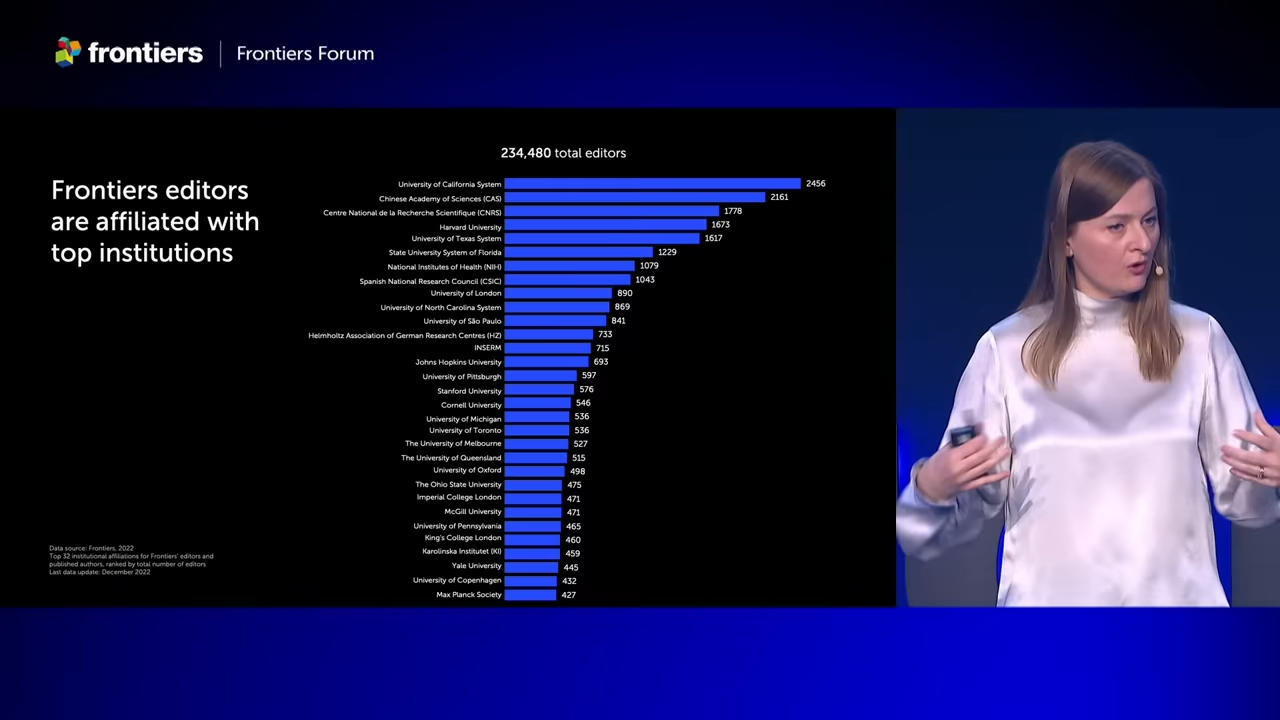 frontiers | Frontiers Forum
234,480 total editors
Frontiers editors
are affiliated with
top institutions
University of California System 2456
Chinese Academy of Sciences (CAS) 2161
Centre National de la Recherche Scientifique (CNRS) 1778
Harvard University 1673
University of Texas System 1617
State University System of Florida 1229
National Institutes of Health (NIH) 1079
Spanish National Research Council (CSIC) 1043
University of London 890
University of North Carolina System 869
University of São Paulo 841
Helmholtz Association of German Research Centres (HZ) 733
INSERM 715
Johns Hopkins University 693
University of Pittsburgh 597
Stanford University 576
Cornell University 546
University of Michigan 536
University of Toronto 536
The University of Melbourne 527
The University of Queensland 515
University of Oxford 498
The Ohio State University 475
Imperial College London 471
McGill University 471
University of Pennsylvania 465
King's College London 460
Karolinska Institutet (KI) 459
Yale University 445
University of Copenhagen 432
Max Planck Society 427
Data source: Frontiers, 2022
Top 32 institutional affiliations for Frontiers' editors and
published authors, ranked by total number of editors
Last data update: December 2022